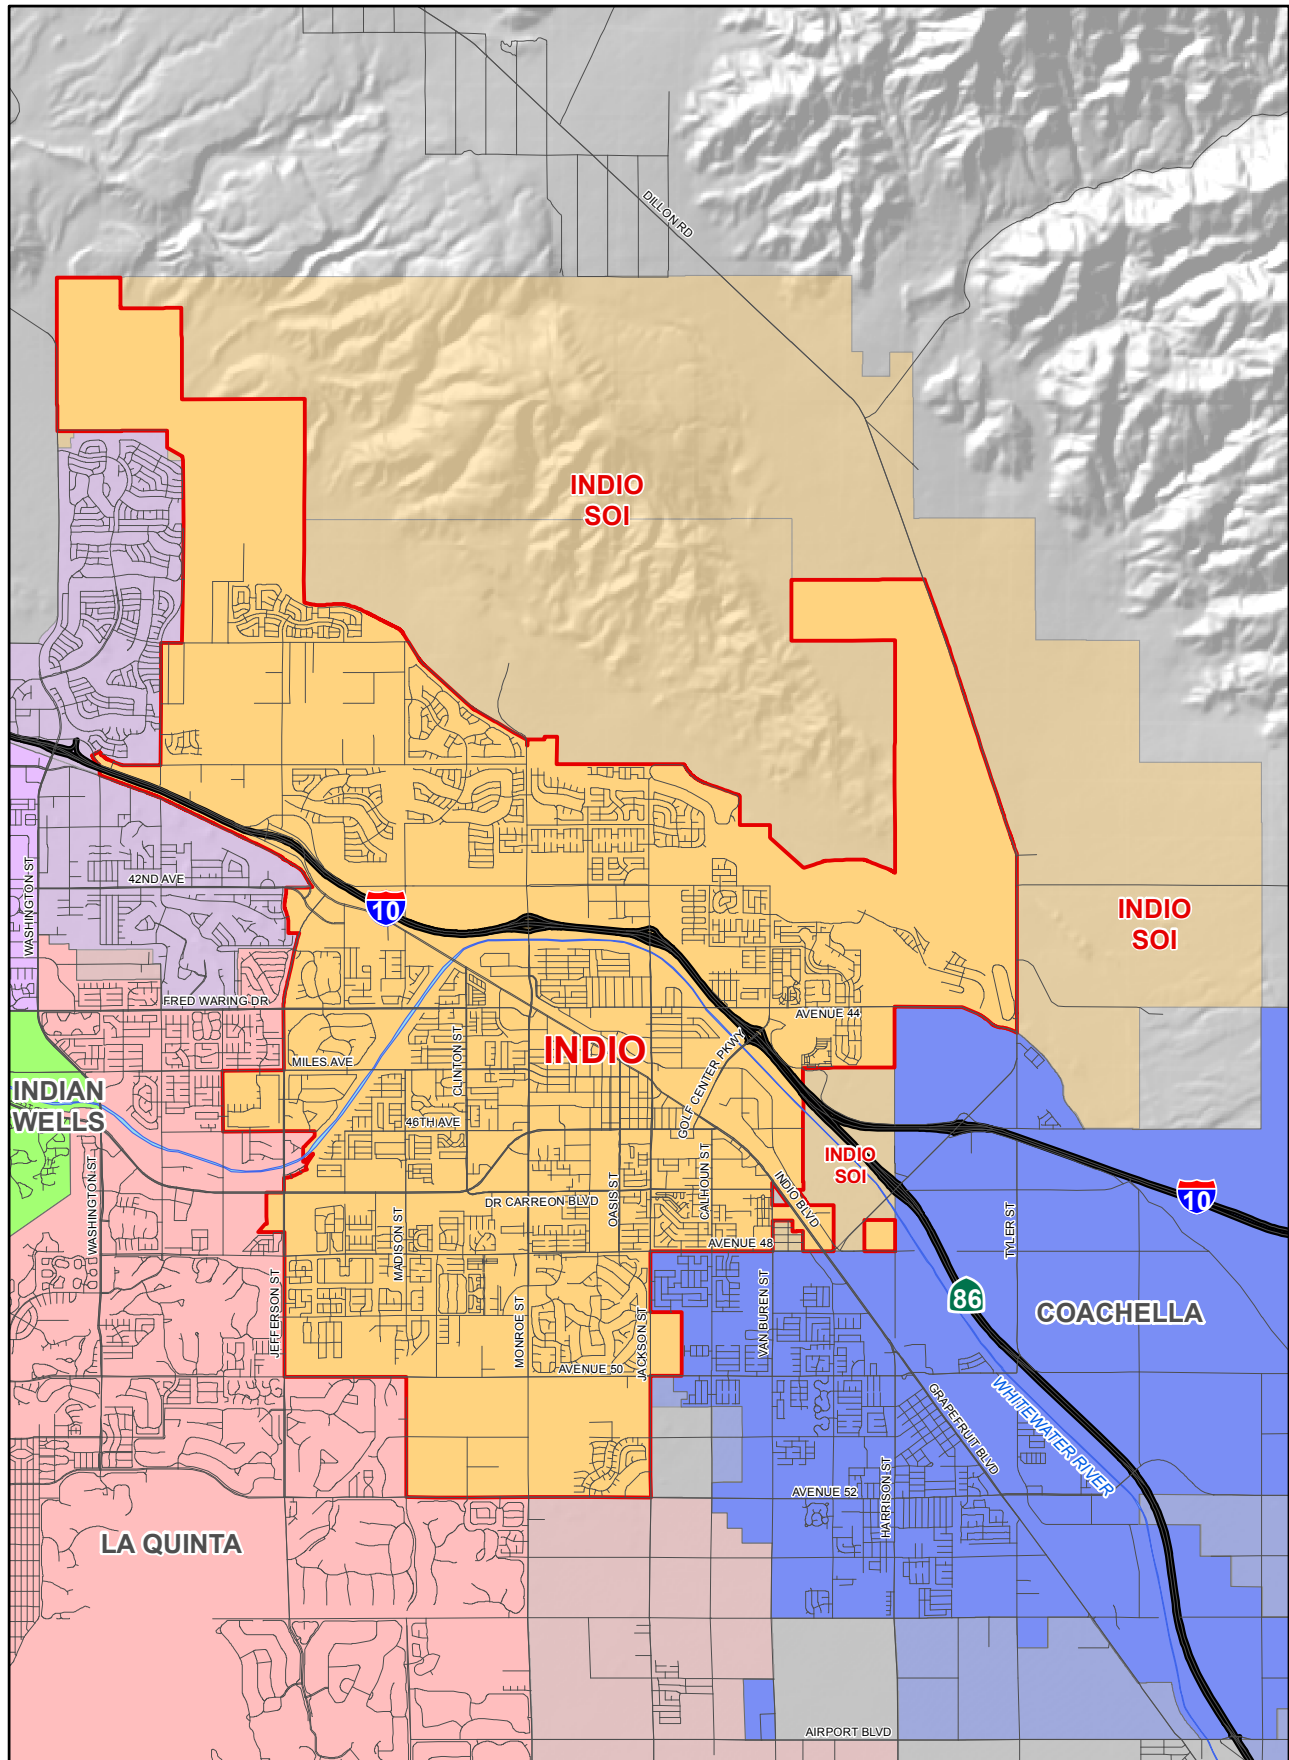 DILLON RD
INDIO
SOI
INDIO
SOI
WASHINGTON ST
42ND AVE
10
FRED WARING DR
AVENUE 44
INDIO
MILES AVE
CLINTON ST
GOLF CENTER PKWY
INDIAN
WELLS
46TH AVE
INDIO
SOI
WASHINGTON ST
DR CARREON BLVD
OASIS ST
CALHOUN ST
INDIO BLVD
10
MADISON ST
AVENUE 48
TYLER ST
JEFFERSON ST
MONROE ST
JACKSON ST
VAN BUREN ST
86
COACHELLA
AVENUE 50
GRAPEFRUIT BLVD
WHITEWATER RIVER
HARRISON ST
AVENUE 52
LA QUINTA
AIRPORT BLVD